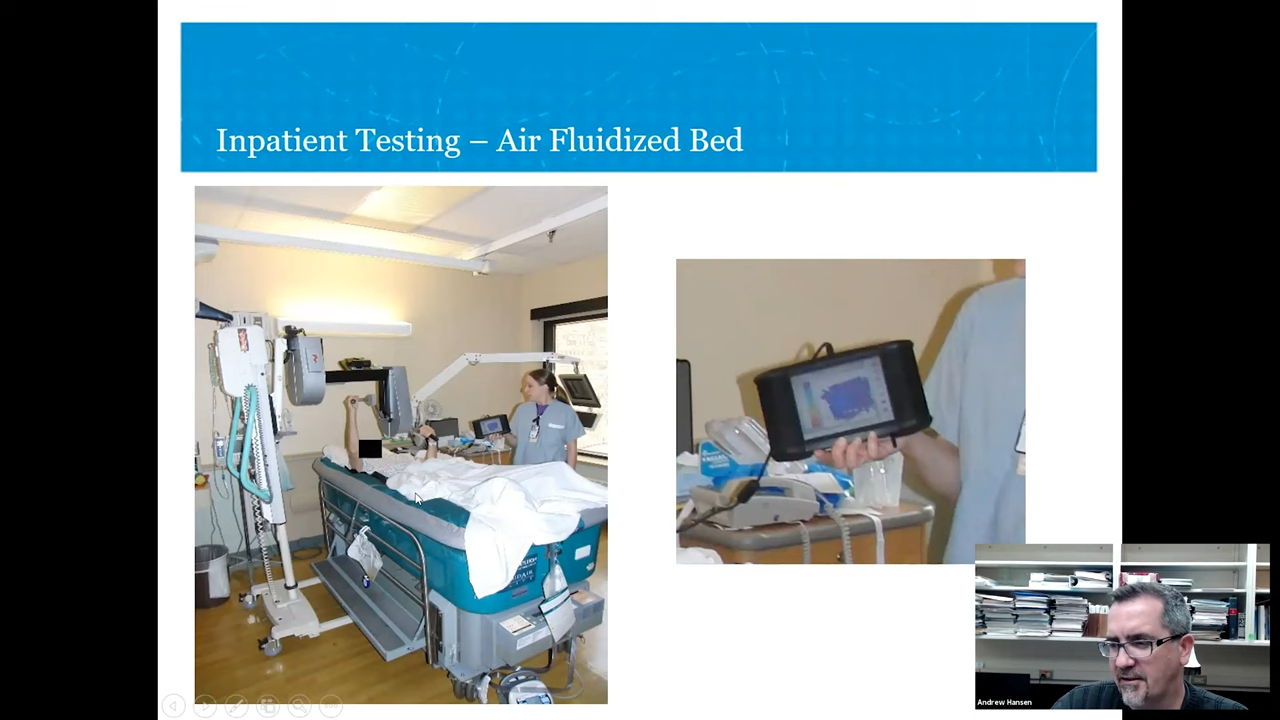 Inpatient Testing – Air Fluidized Bed
Andrew Hansen